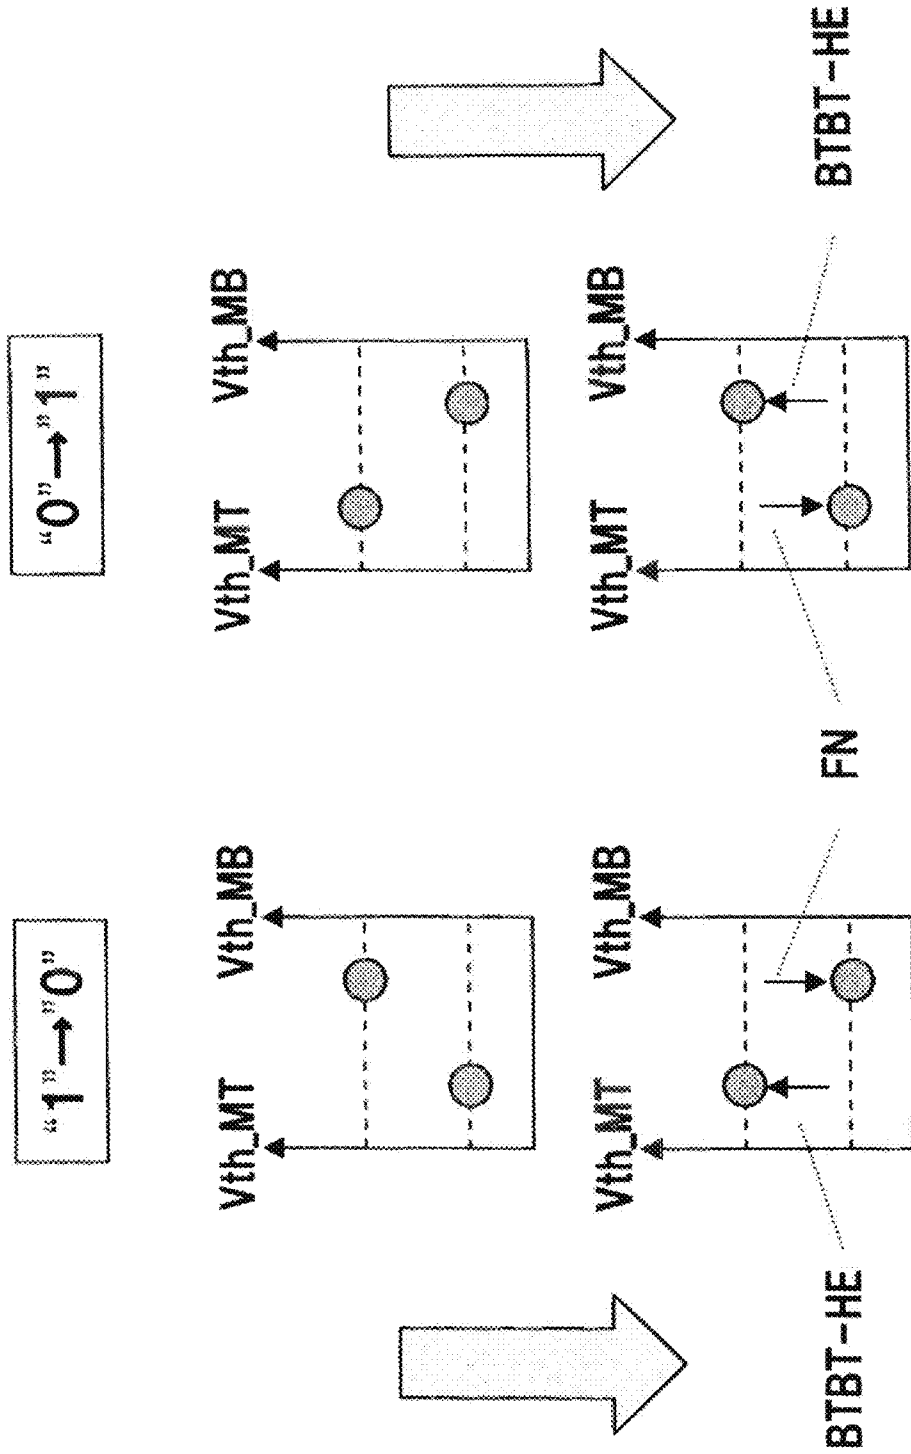 “1”→”0”
“0”→”1”
Vth_MT
Vth_MB
Vth_MT
Vth_MB
Vth_MT
Vth_MB
Vth_MT
Vth_MB
BTBT-HE
FN
BTBT-HE